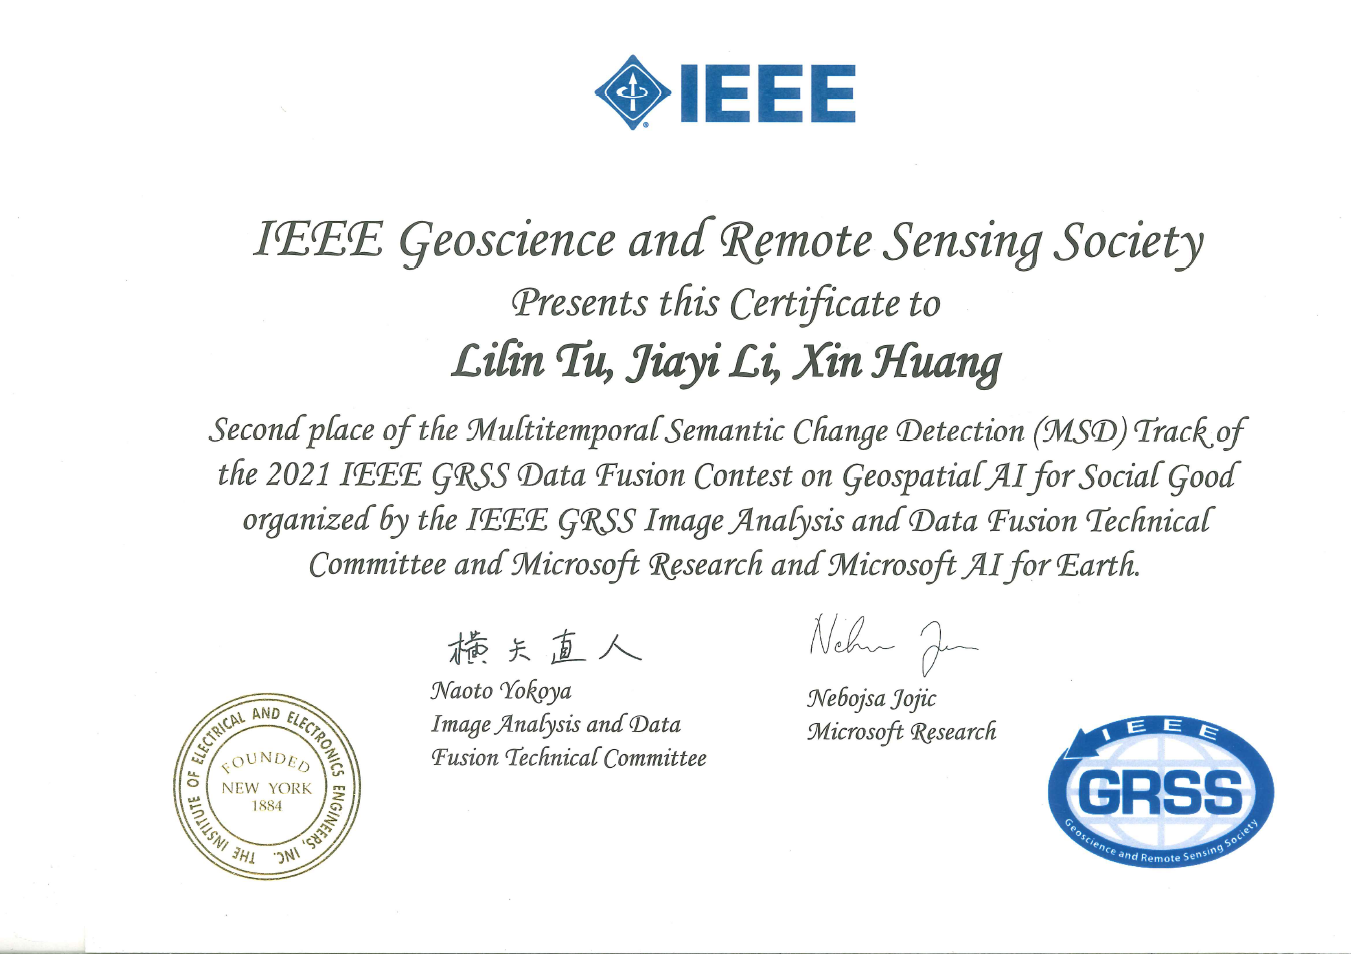 IEEE
IEEE Geoscience and Remote Sensing Society
Presents this Certificate to
Lilin Tu, Jiayi Li, Xin Huang
Second place of the Multitemporal Semantic Change Detection (MSD) Track of
the 2021 IEEE GRSS Data Fusion Contest on Geospatial AI for Social Good
organized by the IEEE GRSS Image Analysis and Data Fusion Technical
Committee and Microsoft Research and Microsoft AI for Earth.
横矢直人
Naoto Yokoya
Image Analysis and Data
Fusion Technical Committee
Nebojsa Jojic
Microsoft Research
THE INSTITUTE OF ELECTRICAL AND ELECTRONICS ENGINEERS, INC.
FOUNDED
NEW YORK
1884
IEEE
GRSS
Geoscience and Remote Sensing Society